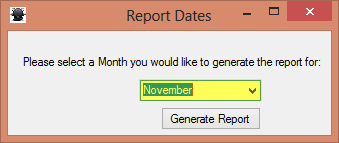 Report Dates
Please select a Month you would like to generate the report for:
November
Generate Report